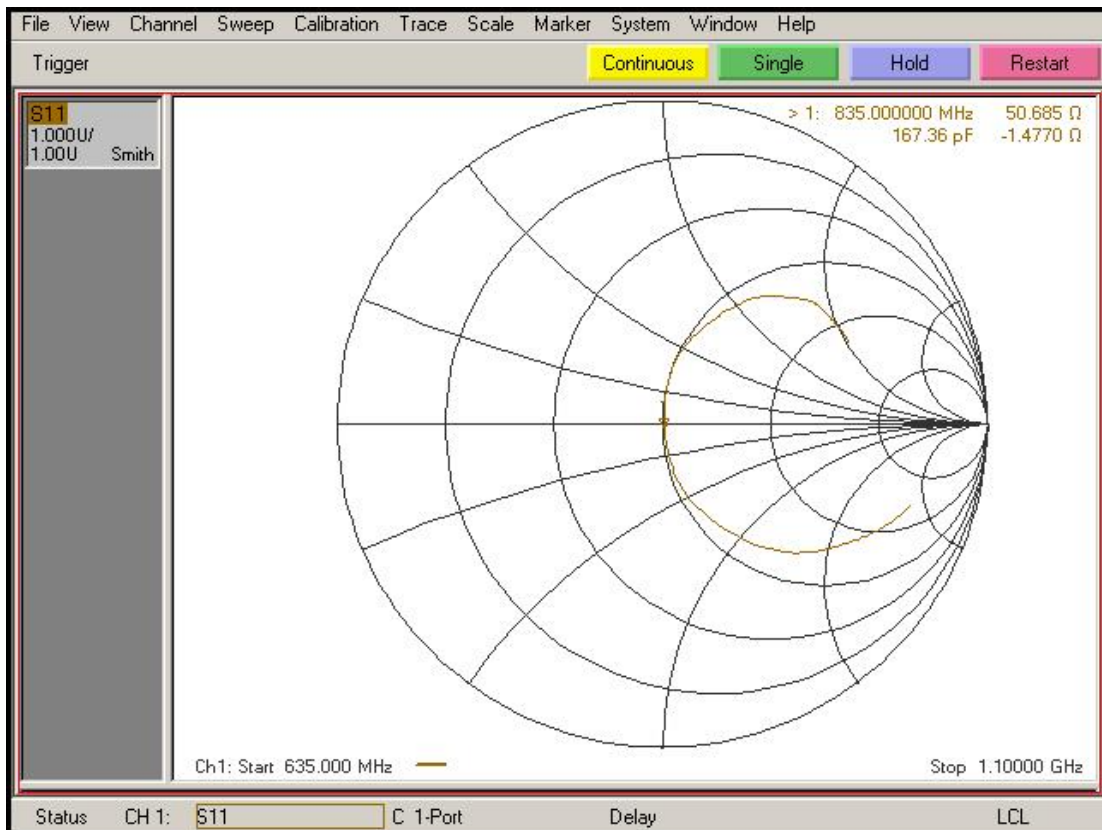 File View Channel Sweep Calibration Trace Scale Marker System Window Help
Trigger Continuous Single Hold Restart
S11
1.000U/
1.00U Smith
> 1: 835.000000 MHz 50.685 Ω
167.36 pF -1.4770 Ω
Ch1: Start 635.000 MHz
Stop 1.10000 GHz
Status CH 1: S11 C 1-Port Delay LCL